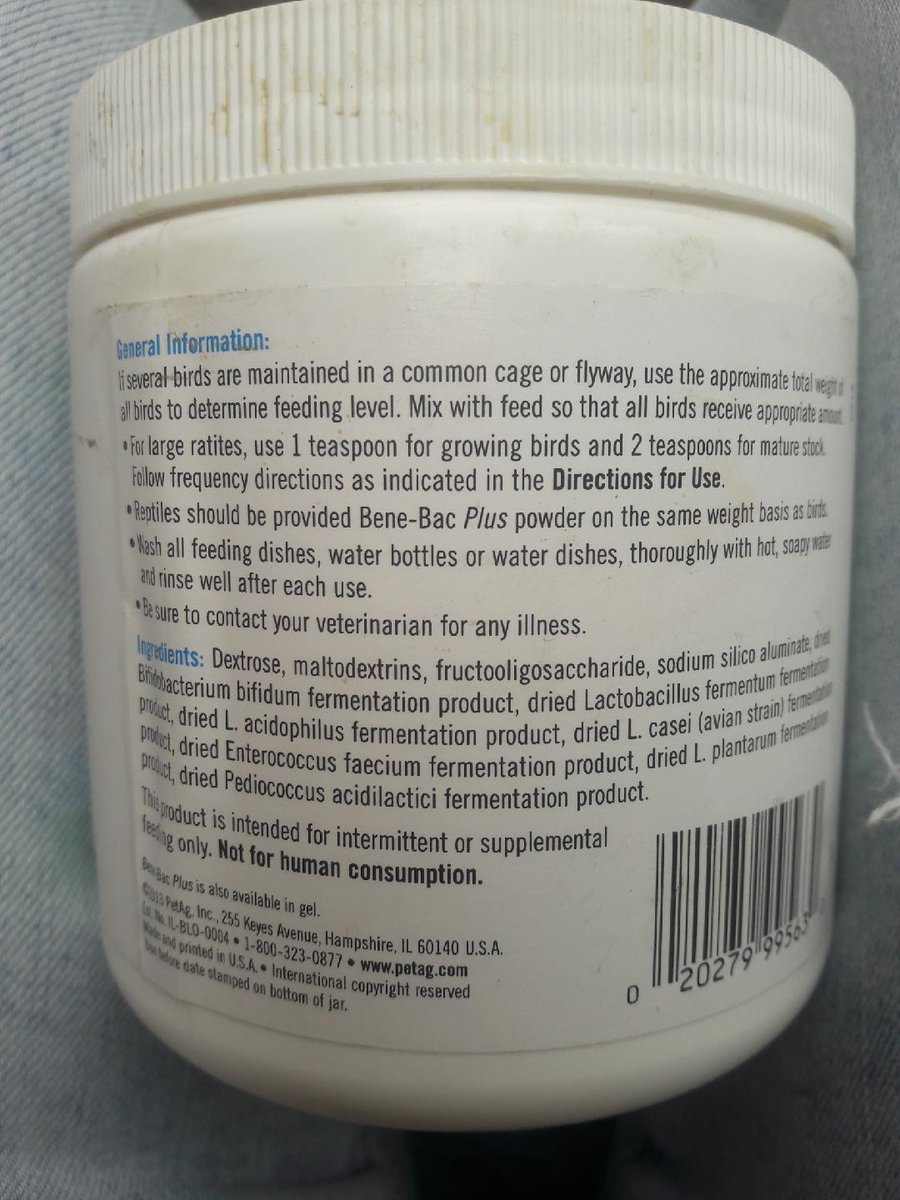 General Information:
If several birds are maintained in a common cage or flyway, use the approximate total weight of
all birds to determine feeding level. Mix with feed so that all birds receive appropriate amount.
• For large ratites, use 1 teaspoon for growing birds and 2 teaspoons for mature stock.
Follow frequency directions as indicated in the Directions for Use.
• Reptiles should be provided Bene-Bac Plus powder on the same weight basis as birds.
• Wash all feeding dishes, water bottles or water dishes, thoroughly with hot, soapy water
and rinse well after each use.
• Be sure to contact your veterinarian for any illness.
Ingredients: Dextrose, maltodextrins, fructooligosaccharide, sodium silico aluminate, dried
Bifidobacterium bifidum fermentation product, dried Lactobacillus fermentum fermentation
product, dried L. acidophilus fermentation product, dried L. casei (avian strain) fermentation
product, dried Enterococcus faecium fermentation product, dried L. plantarum fermentation
product, dried Pediococcus acidilactici fermentation product.
This product is intended for intermittent or supplemental
feeding only. Not for human consumption.
Bene-Bac Plus is also available in gel.
©2013 PetAg, Inc., 255 Keyes Avenue, Hampshire, IL 60140 U.S.A.
Est. No. IL-BLO-0004 • 1-800-323-0877 • www.petag.com
Made and printed in U.S.A. • International copyright reserved
Use before date stamped on bottom of jar.
0 20279 99563